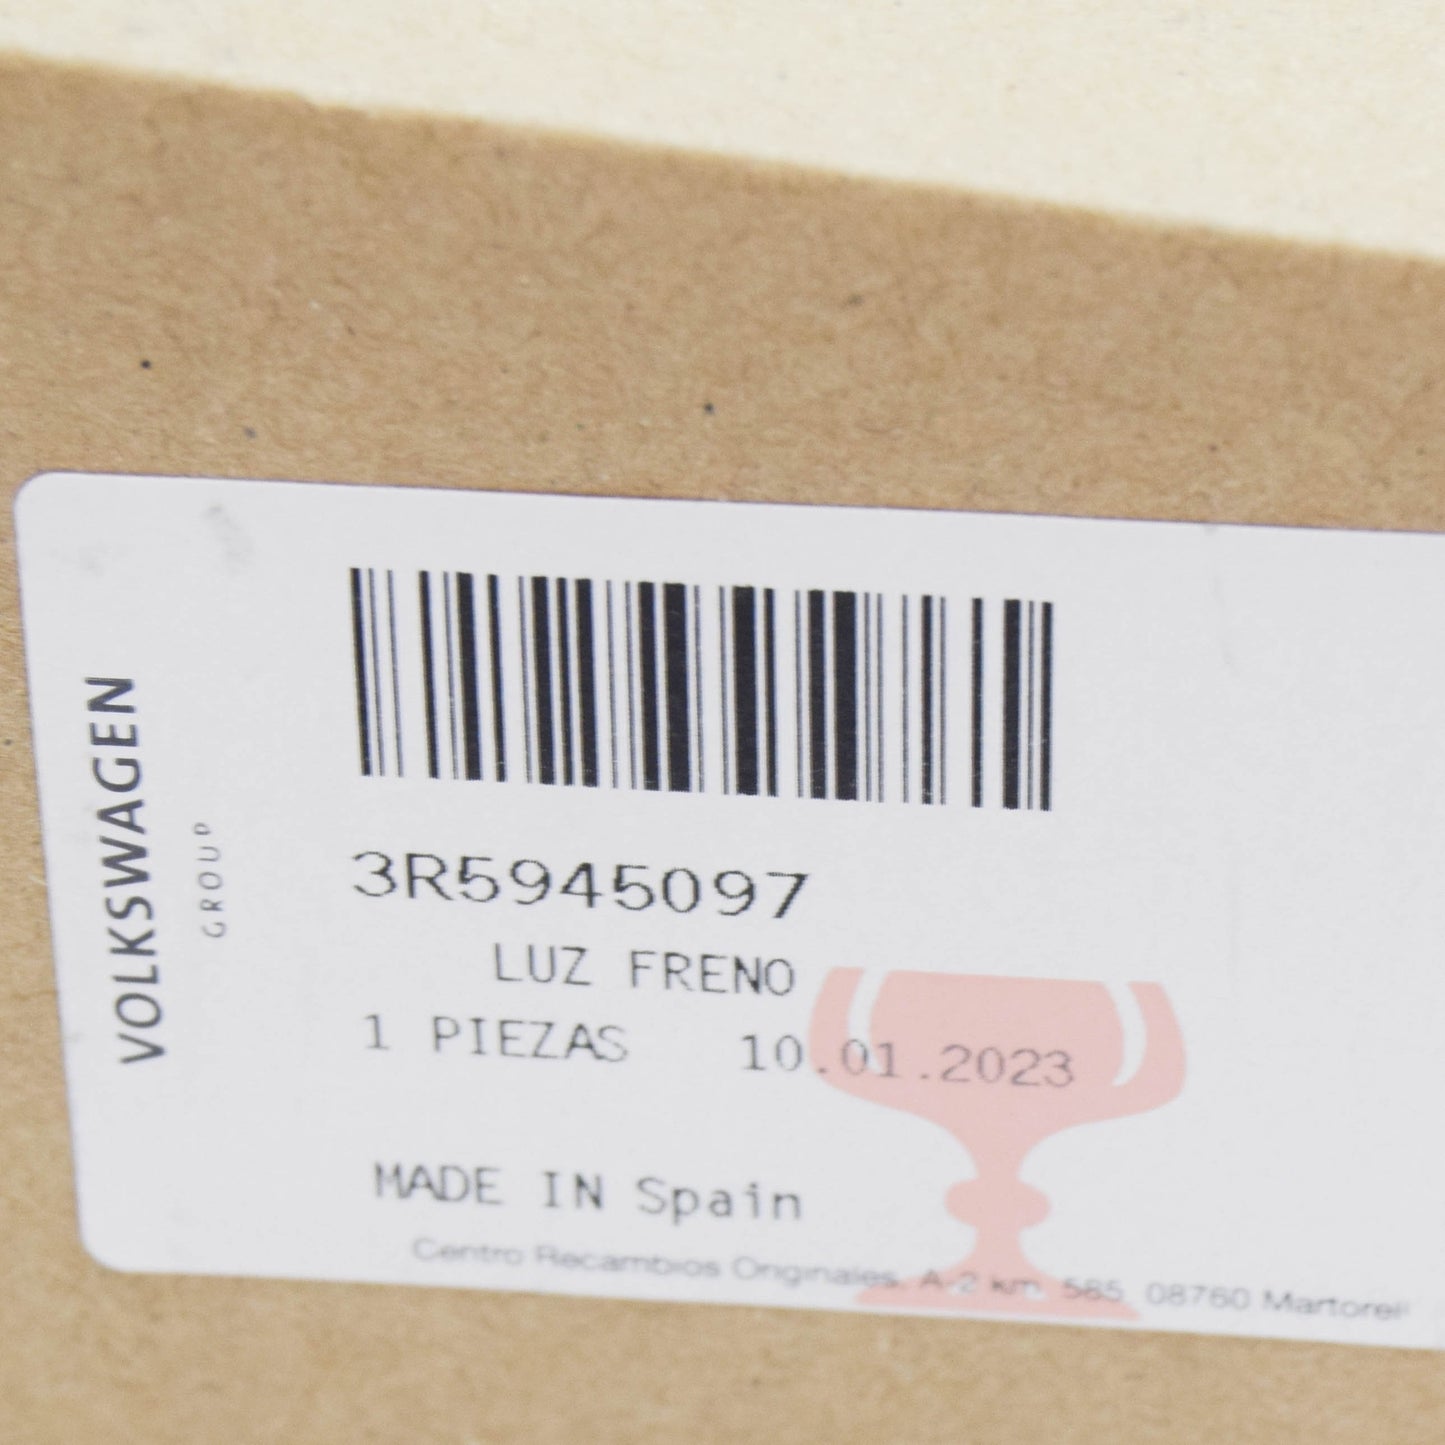 VOLKSWAGEN
GROUP
3R5945097
LUZ FRENO
1 PIEZAS 10.01.2023
MADE IN Spain
Centro Recambios Originales, A-2 km. 585, 08760 Martorell